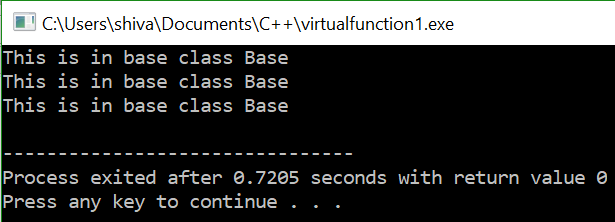 C:\Users\shiva\Documents\C++\virtualfunction1.exe
This is in base class Base
This is in base class Base
This is in base class Base
--------------------------------
Process exited after 0.7205 seconds with return value 0
Press any key to continue . . .